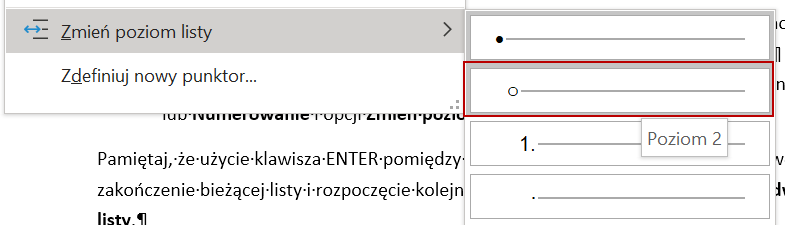 Zmień poziom listy
Zdefiniuj nowy punktor...
1.
Poziom 2
lub·Numerowanie·i·opcji·Zmień·pozio
Pamiętaj,·że·użycie·klawisza·ENTER·pomiędzy·
zakończenie·bieżącej·listy·i·rozpoczęcie·kolejn
listy.¶